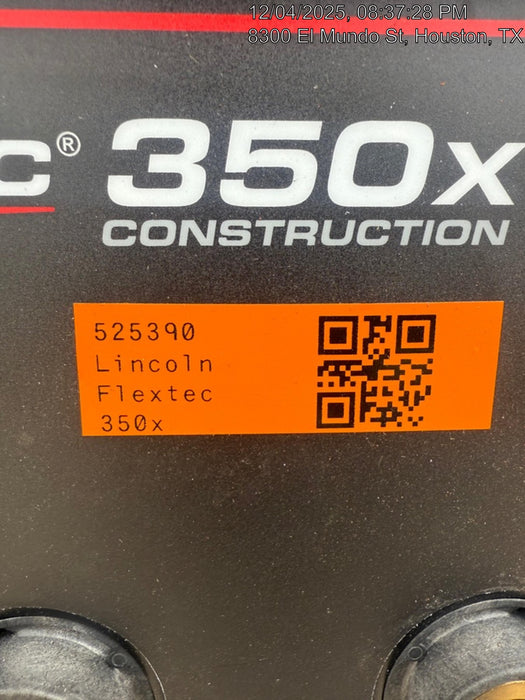 12/04/2025, 08:37:28 PM
8300 El Mundo St, Houston, TX
c® 350x
CONSTRUCTION
525390
Lincoln
Flextec
350x